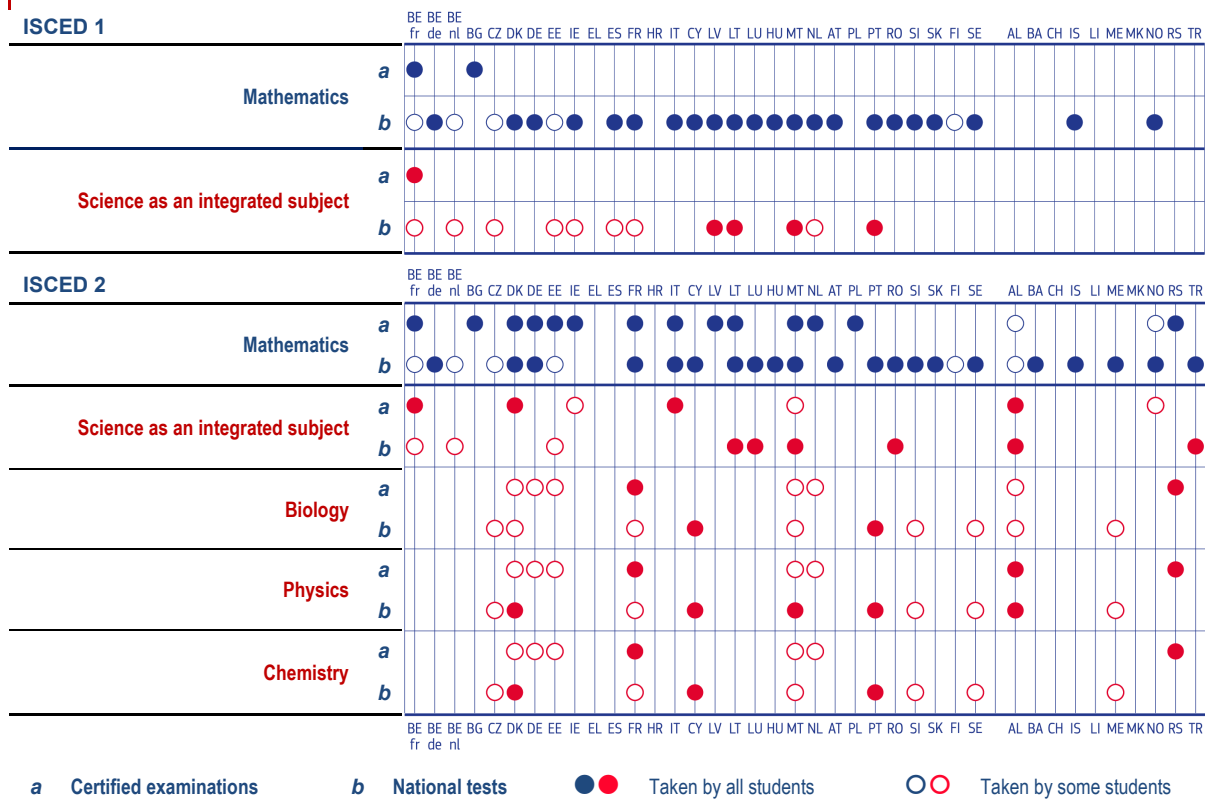 ISCED 1
BE BE BE
fr de nl BG CZ DK DE EE IE EL ES FR HR IT CY LV LT LU HU MT NL AT PL PT RO SI SK FI SE AL BA CH IS LI ME MK NO RS TR
a
Mathematics
b
a
Science as an integrated subject
b
ISCED 2
BE BE BE
fr de nl BG CZ DK DE EE IE EL ES FR HR IT CY LV LT LU HU MT NL AT PL PT RO SI SK FI SE AL BA CH IS LI ME MK NO RS TR
a
Mathematics
b
a
Science as an integrated subject
b
a
Biology
b
a
Physics
b
a
Chemistry
b
BE BE BE BG CZ DK DE EE IE EL ES FR HR IT CY LV LT LU HU MT NL AT PL PT RO SI SK FI SE AL BA CH IS LI ME MK NO RS TR
fr de nl
a Certified examinations b National tests Taken by all students Taken by some students